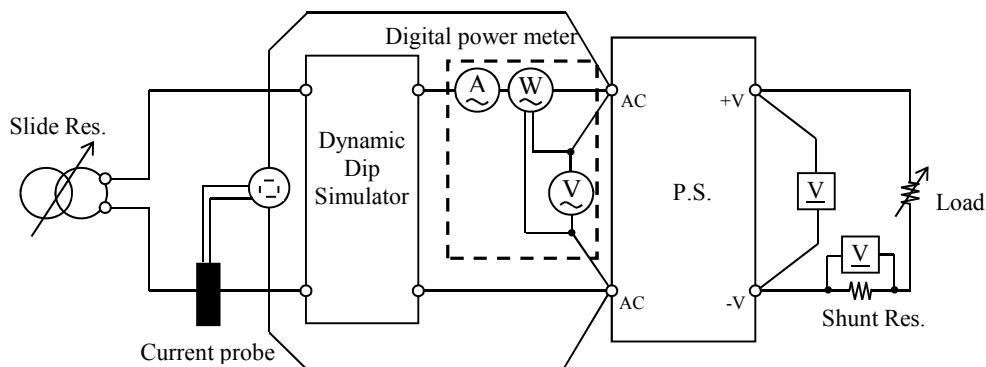 Digital power meter
A
W
AC
+V
Slide Res.
Dynamic
Dip
Simulator
V
P.S.
V
Load
V
AC
-V
Shunt Res.
Current probe